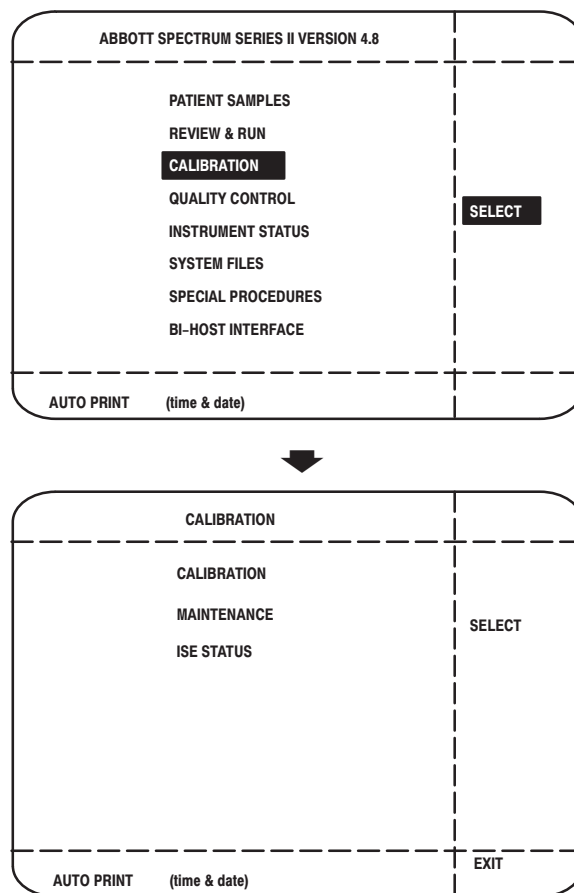 ABBOTT SPECTRUM SERIES II VERSION 4.8
PATIENT SAMPLES
REVIEW & RUN
CALIBRATION
QUALITY CONTROL
SELECT
INSTRUMENT STATUS
SYSTEM FILES
SPECIAL PROCEDURES
BI-HOST INTERFACE
AUTO PRINT (time & date)
CALIBRATION
CALIBRATION
MAINTENANCE
SELECT
ISE STATUS
EXIT
AUTO PRINT (time & date)